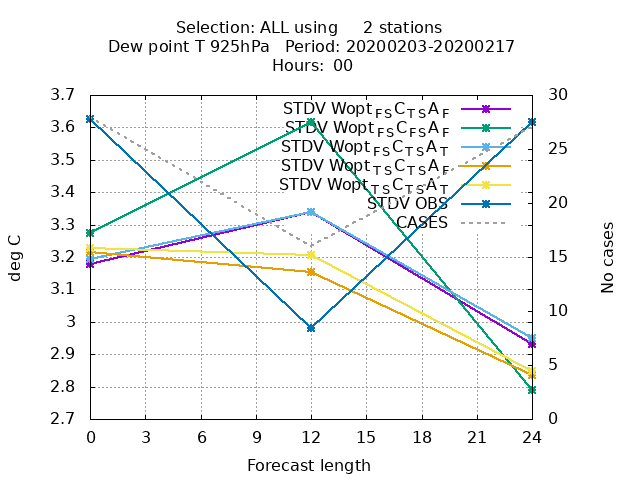 Selection: ALL using 2 stations
Dew point T 925hPa Period: 20200203-20200217
Hours: 00
3.7
3.6
3.5
3.4
3.3
3.2
3.1
3
2.9
2.8
2.7
deg C
STDV Wopt_FS C_TS A_F
STDV Wopt_FS C_FS A_F
STDV Wopt_FS C_TS A_T
STDV Wopt_TS C_TS A_F
STDV Wopt_TS C_TS A_T
STDV OBS
CASES
30
25
20
15
10
5
0
No cases
0 3 6 9 12 15 18 21 24
Forecast length